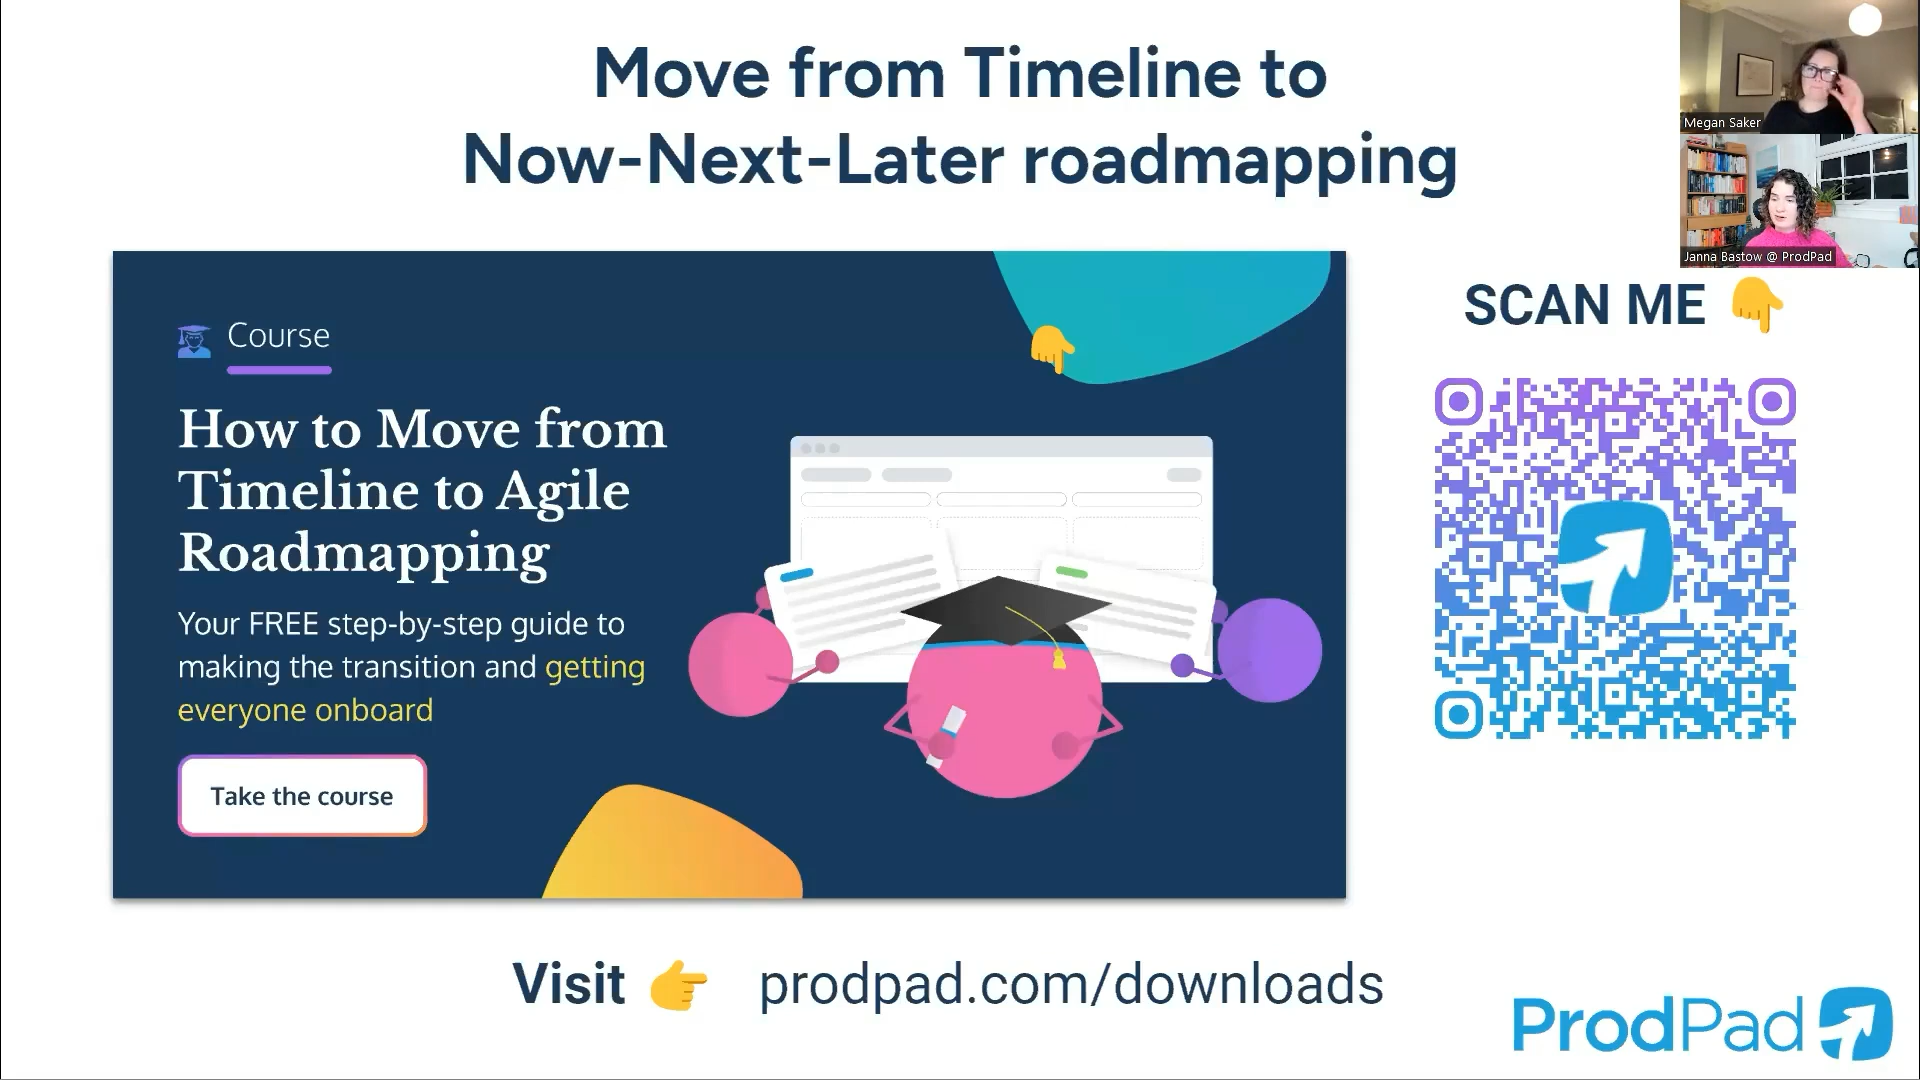 Move from Timeline to
Now-Next-Later roadmapping
Megan Saker
Janna Bastow @ ProdPad
Course
How to Move from
Timeline to Agile
Roadmapping
Your FREE step-by-step guide to
making the transition and getting
everyone onboard
Take the course
SCAN ME
Visit prodpad.com/downloads
ProdPad